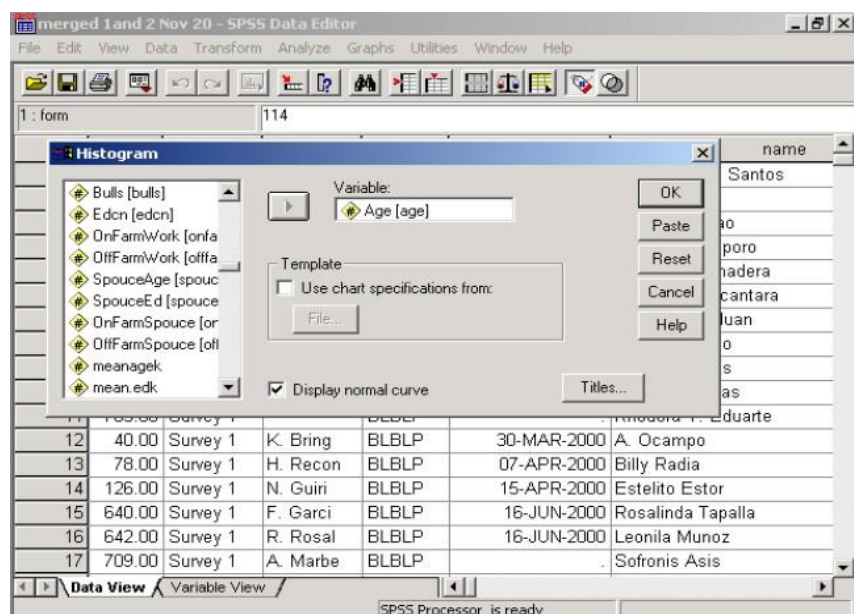 merged 1and 2 Nov 20 - SPSS Data Editor
File Edit View Data Transform Analyze Graphs Utilities Window Help
1 : form 114
name
Histogram
Santos
Bulls [bulls]
Edcn [edcn]
OnFarmWork [onfa
OffFarmWork [offfa
SpouceAge [spouc
SpouceEd [spouce
OnFarmSpouce [or
OffFarmSpouce [ofl
meanagek
mean.edk
Variable:
Age [age]
Template
Use chart specifications from:
File...
Display normal curve
Titles...
OK
Paste
Reset
Cancel
Help
ao
poro
nadera
cantara
Juan
o
s
as
11 Survey 1 BLBLP . Rhodora T. Eduarte
12 40.00 Survey 1 K. Bring BLBLP 30-MAR-2000 A. Ocampo
13 78.00 Survey 1 H. Recon BLBLP 07-APR-2000 Billy Radia
14 126.00 Survey 1 N. Guiri BLBLP 15-APR-2000 Estelito Estor
15 640.00 Survey 1 F. Garci BLBLP 16-JUN-2000 Rosalinda Tapalla
16 642.00 Survey 1 R. Rosal BLBLP 16-JUN-2000 Leonila Munoz
17 709.00 Survey 1 A. Marbe BLBLP . Sofronis Asis
Data View Variable View
SPSS Processor is ready